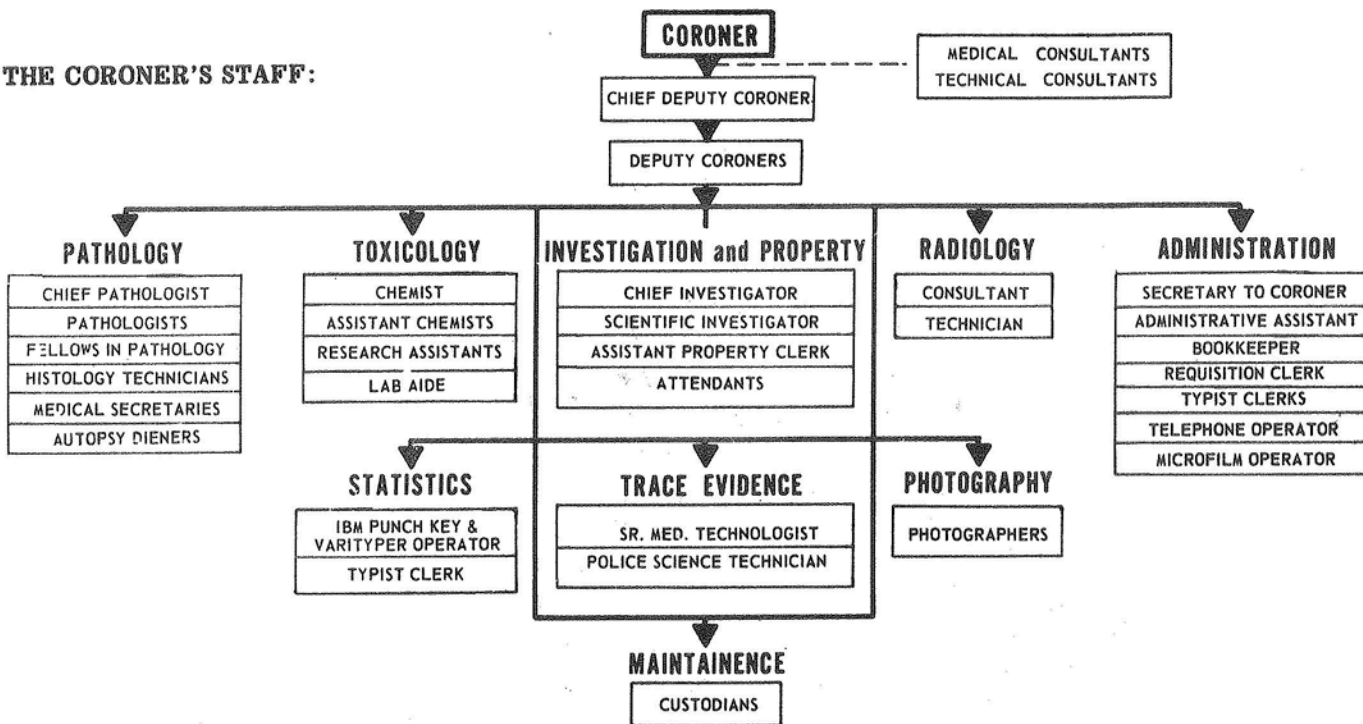 THE CORONER'S STAFF:
CORONER
MEDICAL CONSULTANTS
TECHNICAL CONSULTANTS
CHIEF DEPUTY CORONER
DEPUTY CORONERS
PATHOLOGY
CHIEF PATHOLOGIST
PATHOLOGISTS
FELLOWS IN PATHOLOGY
HISTOLOGY TECHNICIANS
MEDICAL SECRETARIES
AUTOPSY DIENERS
TOXICOLOGY
CHEMIST
ASSISTANT CHEMISTS
RESEARCH ASSISTANTS
LAB AIDE
INVESTIGATION and PROPERTY
CHIEF INVESTIGATOR
SCIENTIFIC INVESTIGATOR
ASSISTANT PROPERTY CLERK
ATTENDANTS
RADIOLOGY
CONSULTANT
TECHNICIAN
ADMINISTRATION
SECRETARY TO CORONER
ADMINISTRATIVE ASSISTANT
BOOKKEEPER
REQUISITION CLERK
TYPIST CLERKS
TELEPHONE OPERATOR
MICROFILM OPERATOR
STATISTICS
IBM PUNCH KEY &
VARITYPER OPERATOR
TYPIST CLERK
TRACE EVIDENCE
SR. MED. TECHNOLOGIST
POLICE SCIENCE TECHNICIAN
PHOTOGRAPHY
PHOTOGRAPHERS
MAINTAINENCE
CUSTODIANS